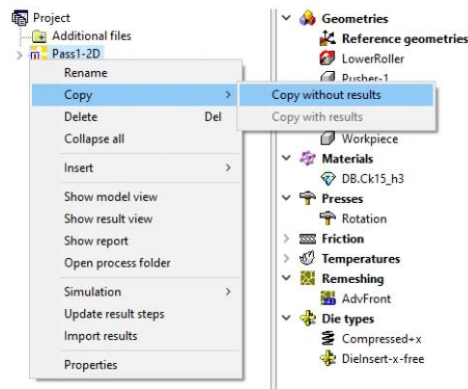 Project
Additional files
Pass1-2D
Rename
Copy
Delete Del
Collapse all
Insert
Show model view
Show result view
Show report
Open process folder
Simulation
Update result steps
Import results
Properties
Copy without results
Copy with results
Geometries
Reference geometries
LowerRoller
Pusher-1
Workpiece
Materials
DB.Ck15_h3
Presses
Rotation
Friction
Temperatures
Remeshing
AdvFront
Die types
Compressed+x
DieInsert-x-free